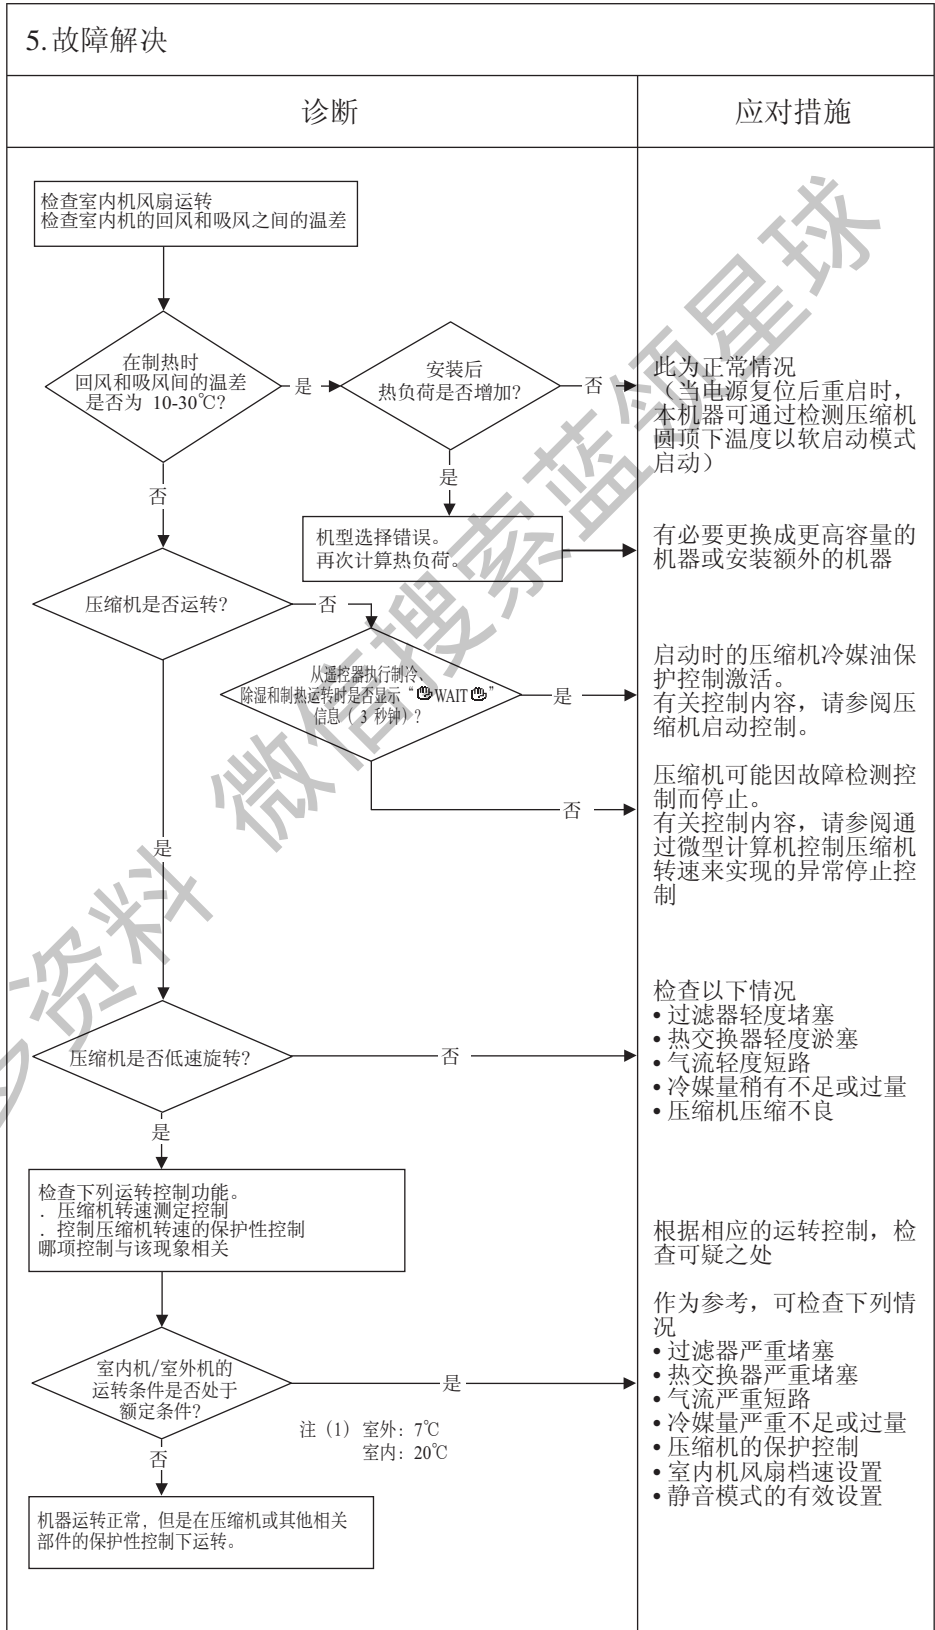 5.故障解决
诊断
应对措施
检查室内机风扇运转
检查室内机的回风和吸风之间的温差
在制热时
回风和吸风间的温差
是否为 10-30℃?
是
安装后
热负荷是否增加?
否
此为正常情况
（当电源复位后重启时，
本机器可通过检测压缩机
圆顶下温度以软启动模式
启动）
否
是
机型选择错误。
再次计算热负荷。
有必要更换成更高容量的
机器或安装额外的机器
压缩机是否运转?
否
从遥控器执行制冷、
除湿和制热运转时是否显示“WAIT”
信息（ 3 秒钟）?
是
启动时的压缩机冷媒油保
护控制激活。
有关控制内容，请参阅压
缩机启动控制。
否
压缩机可能因故障检测控
制而停止。
有关控制内容，请参阅通
过微型计算机控制压缩机
转速来实现的异常停止控
制
是
压缩机是否低速旋转?
否
检查以下情况
•过滤器轻度堵塞
•热交换器轻度淤塞
•气流轻度短路
•冷媒量稍有不足或过量
•压缩机压缩不良
是
检查下列运转控制功能。
. 压缩机转速测定控制
. 控制压缩机转速的保护性控制
哪项控制与该现象相关
根据相应的运转控制，检
查可疑之处
室内机/室外机的
运转条件是否处于
额定条件?
是
作为参考，可检查下列情
况
•过滤器严重堵塞
•热交换器严重堵塞
•气流严重短路
•冷媒量严重不足或过量
•压缩机的保护控制
•室内机风扇档速设置
•静音模式的有效设置
注（1）室外: 7℃
室内: 20℃
否
机器运转正常，但是在压缩机或其他相关
部件的保护性控制下运转。
多资料 微信搜索蓝领星球